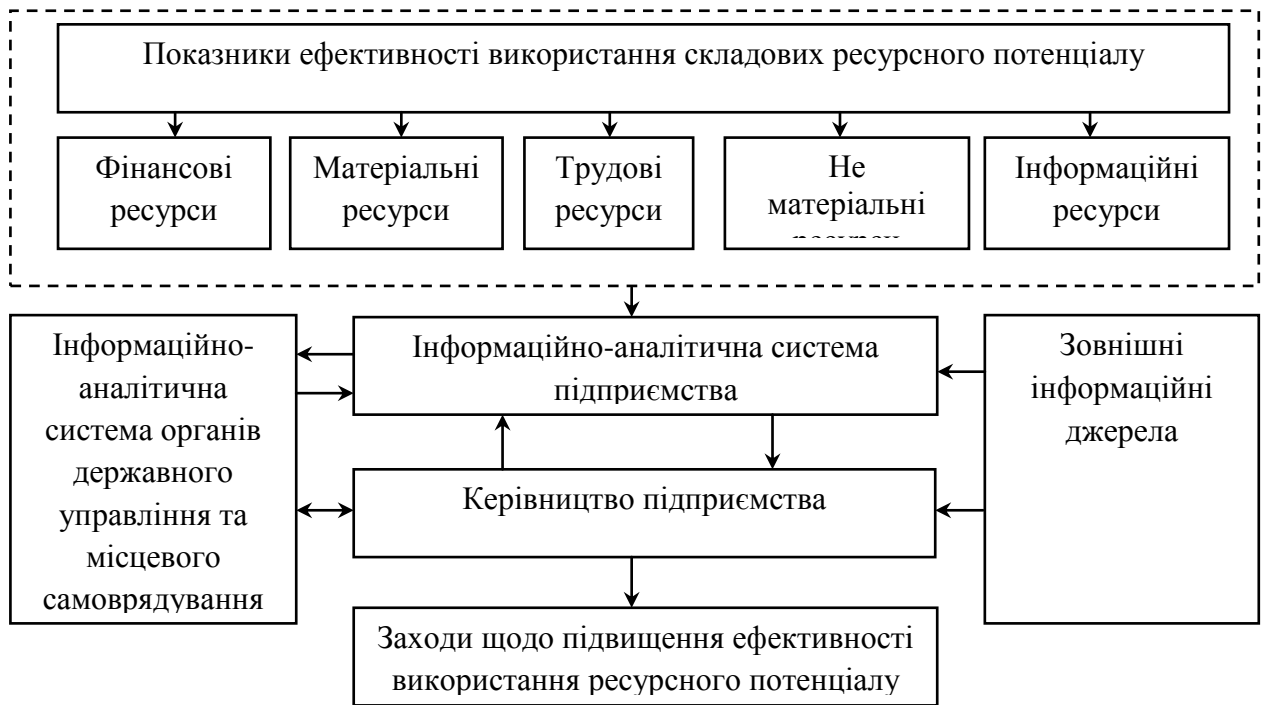 Показники ефективності використання складових ресурсного потенціалу
Фінансові
ресурси
Матеріальні
ресурси
Трудові
ресурси
Не
матеріальні
ресурси
Інформаційні
ресурси
Інформаційно-
аналітична
система органів
державного
управління та
місцевого
самоврядування
Інформаційно-аналітична система
підприємства
Керівництво підприємства
Заходи щодо підвищення ефективності
використання ресурсного потенціалу
Зовнішні
інформаційні
джерела